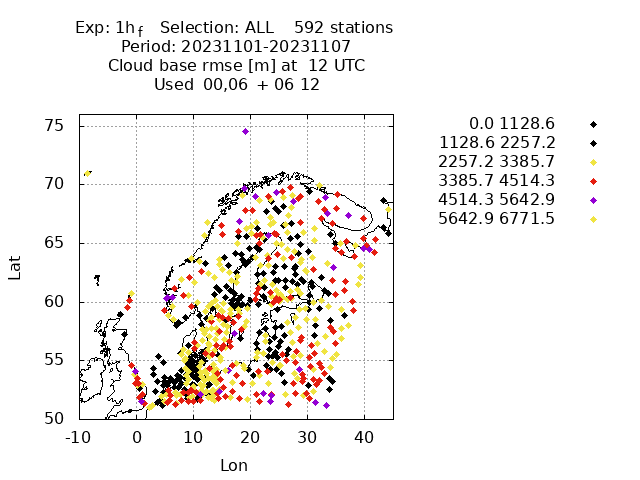 Exp: 1h f   Selection: ALL    592 stations
Period: 20231101-20231107
Cloud base rmse [m] at  12 UTC
Used  00,06  + 06 12
0.0 1128.6
1128.6 2257.2
2257.2 3385.7
3385.7 4514.3
4514.3 5642.9
5642.9 6771.5
75
70
65
60
55
50
Lat
-10 0 10 20 30 40
Lon